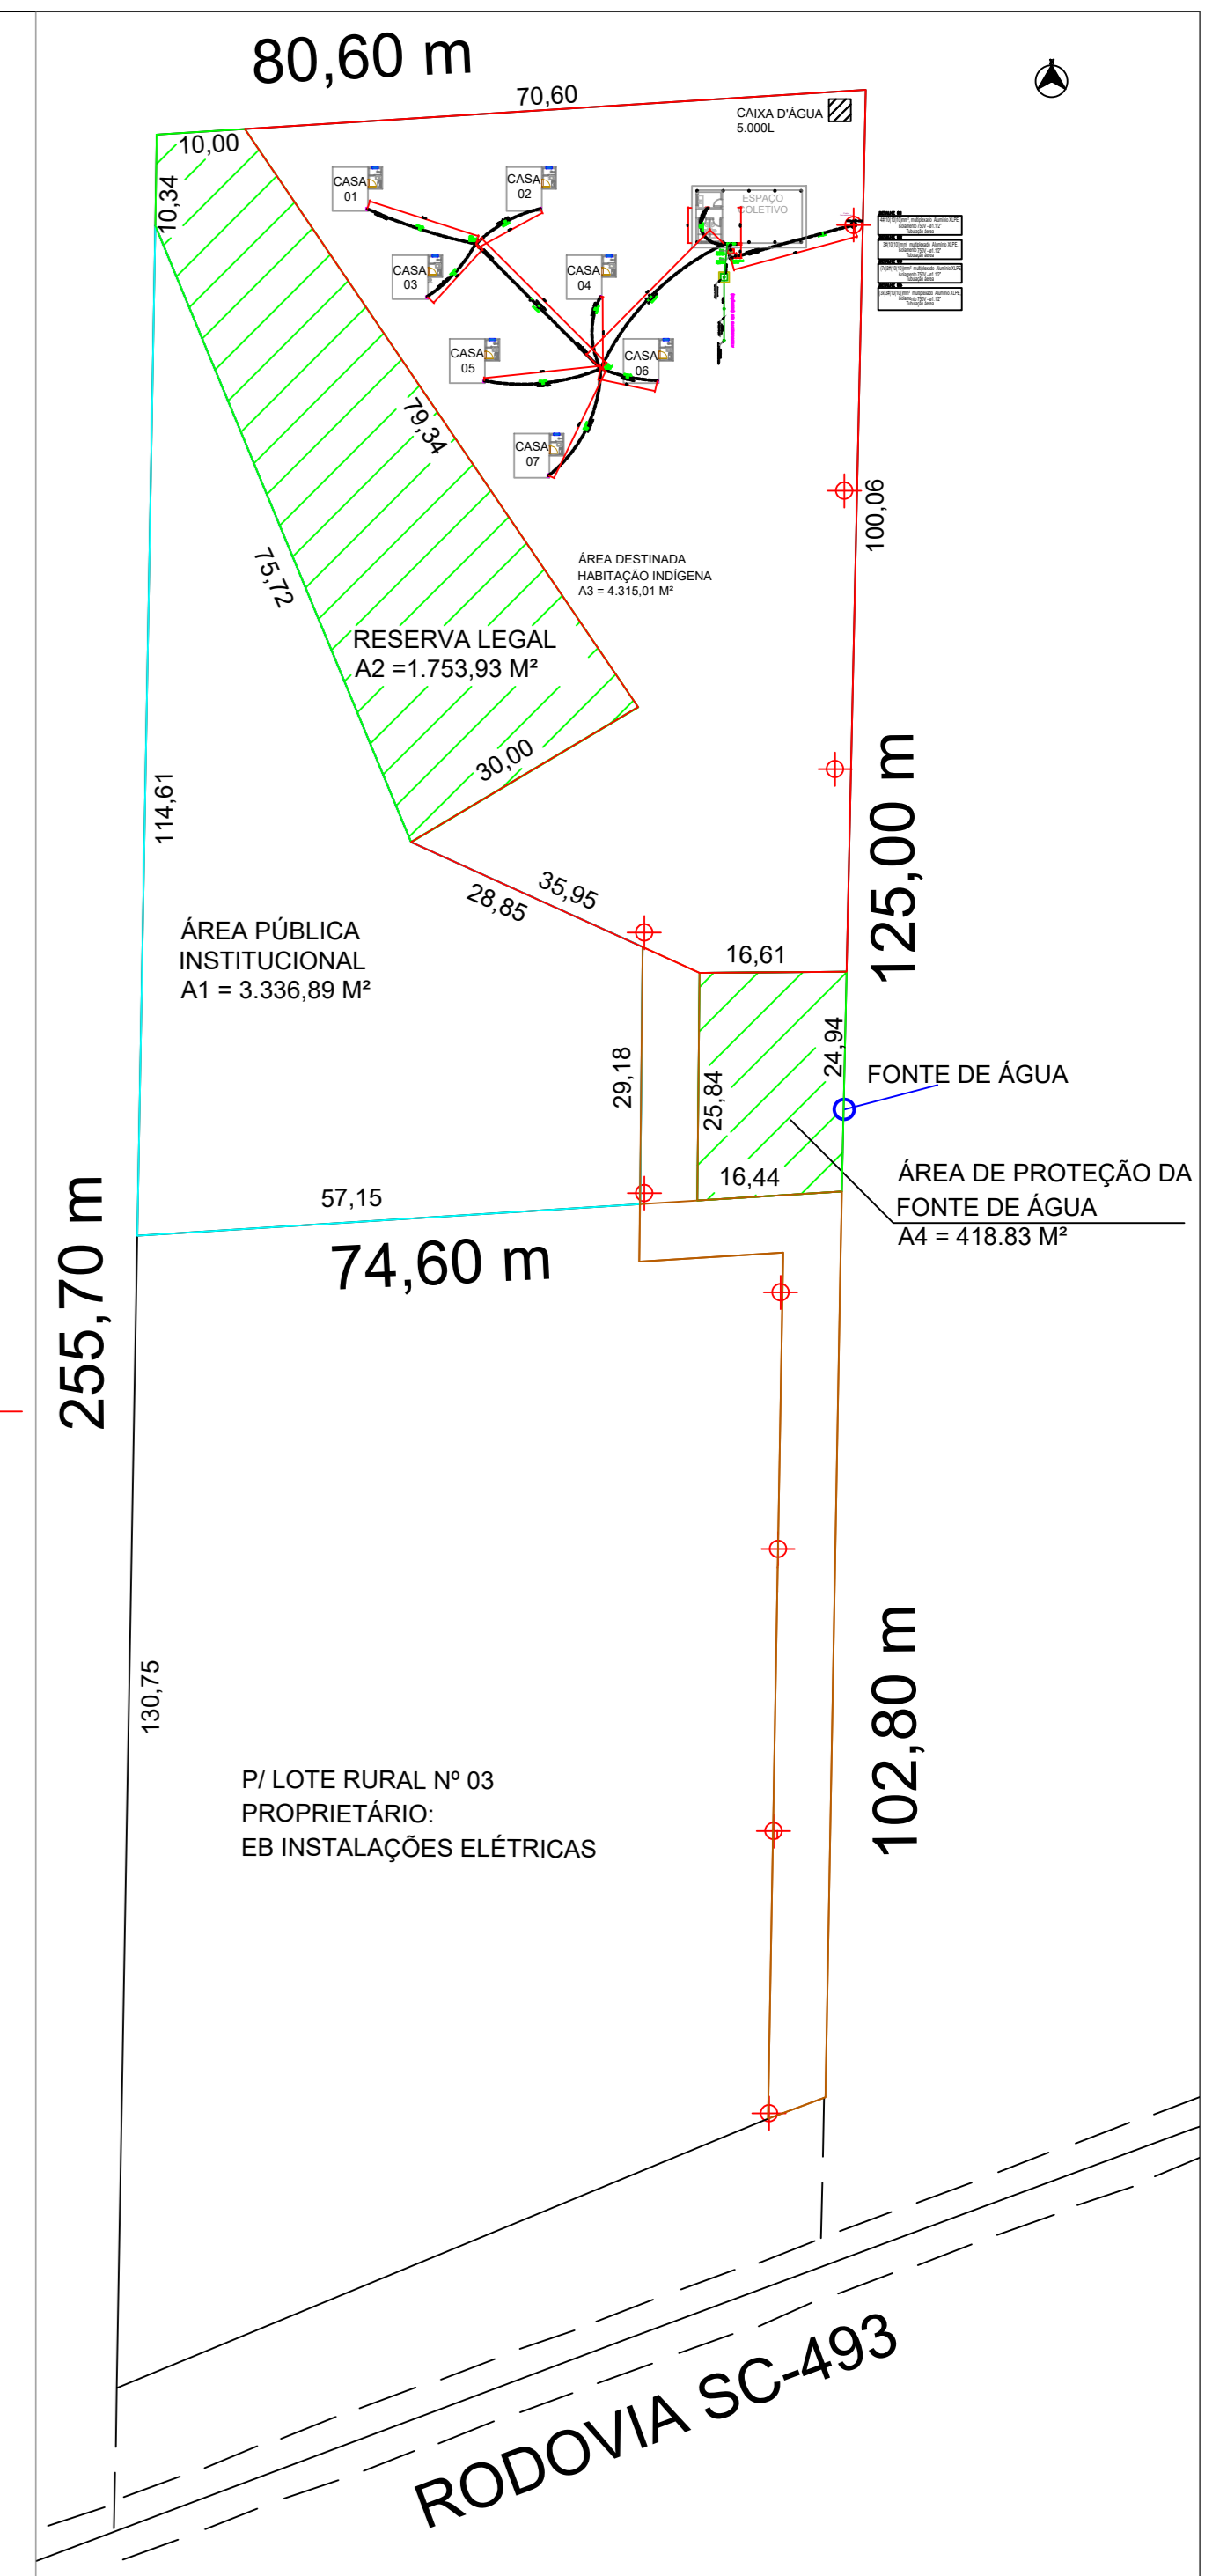 80,60 m
70,60
CAIXA D'ÁGUA
5.000L
10,00
10,34
CASA
01
CASA
02
ESPAÇO
COLETIVO
CASA
03
CASA
04
CASA
05
CASA
06
CASA
07
79,34
100,06
75,72
ÁREA DESTINADA
HABITAÇÃO INDÍGENA
A3 = 4.315,01 M²
RESERVA LEGAL
A2 =1.753,93 M²
30,00
114,61
125,00 m
35,95
28,85
ÁREA PÚBLICA
INSTITUCIONAL
A1 = 3.336,89 M²
16,61
29,18
25,84
24,94
FONTE DE ÁGUA
16,44
ÁREA DE PROTEÇÃO DA
FONTE DE ÁGUA
A4 = 418.83 M²
57,15
74,60 m
255,70 m
130,75
102,80 m
P/ LOTE RURAL Nº 03
PROPRIETÁRIO:
EB INSTALAÇÕES ELÉTRICAS
RODOVIA SC-493